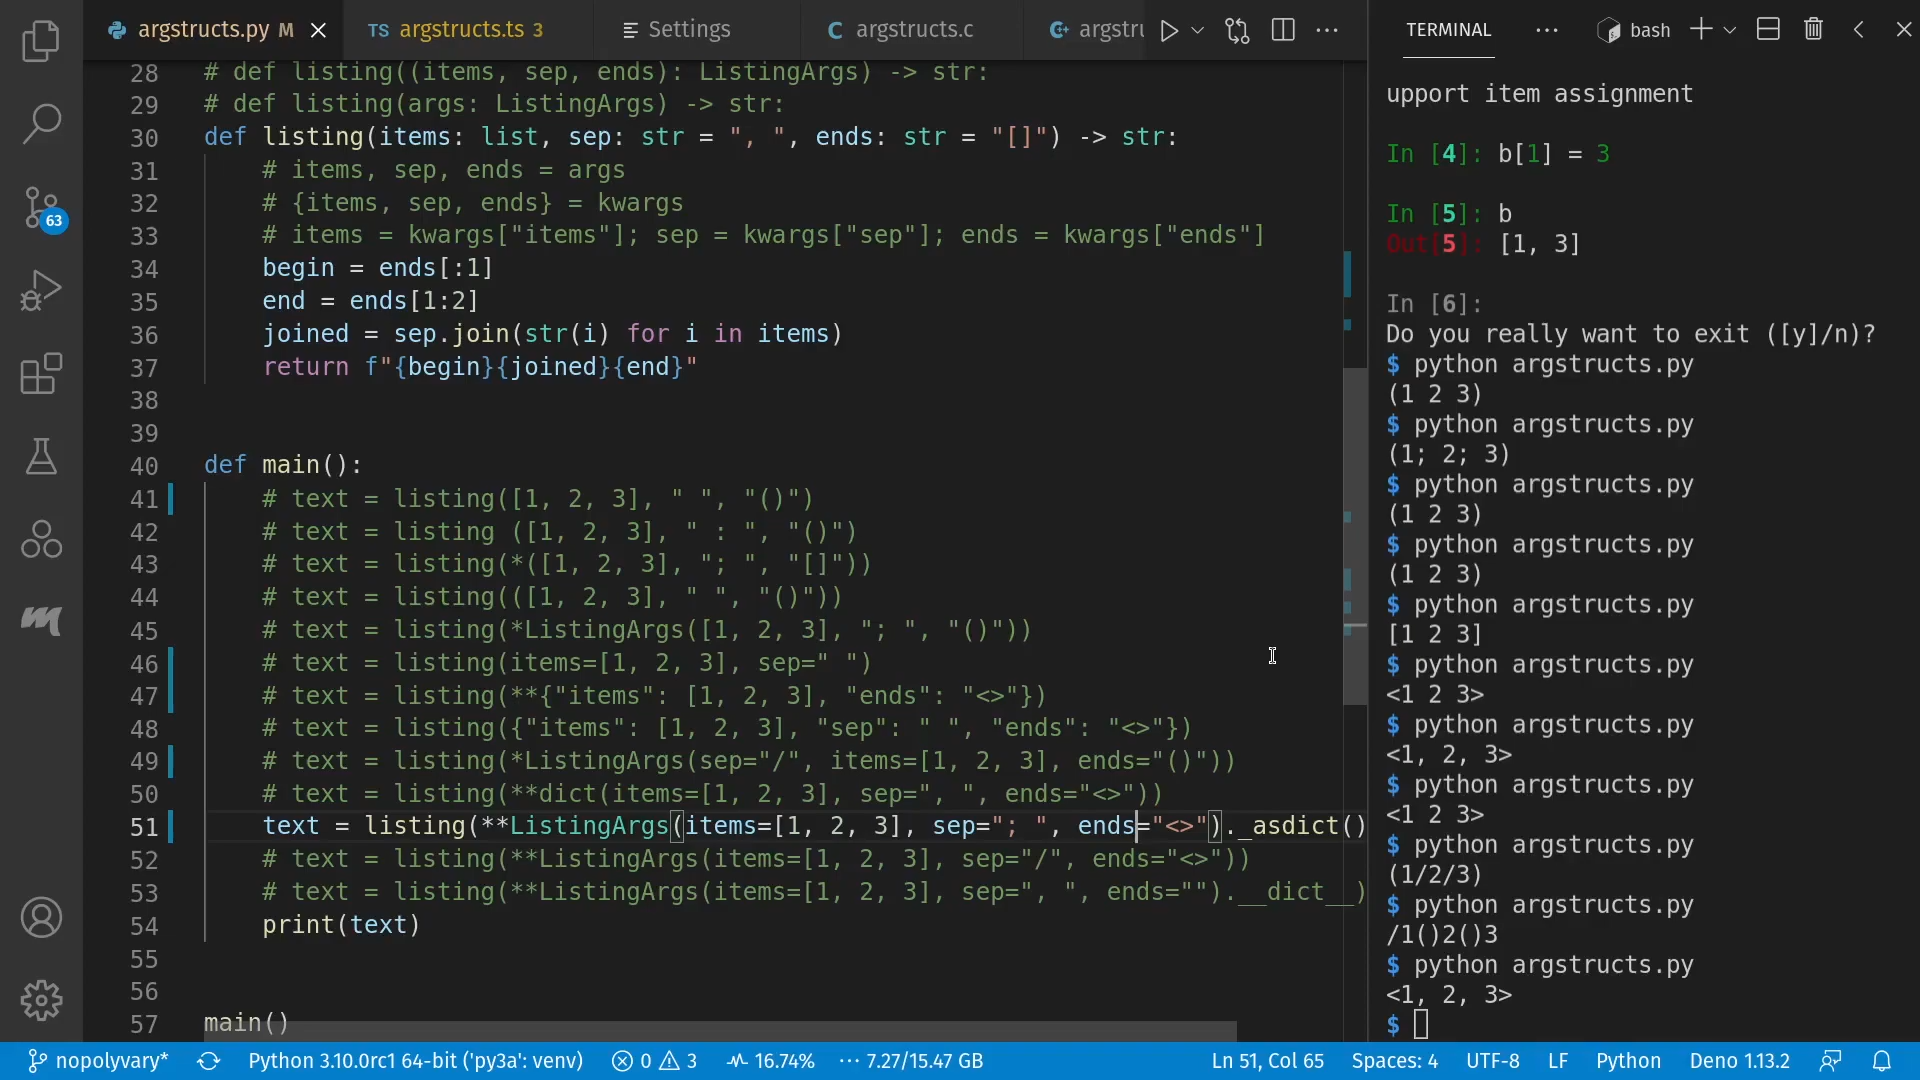 argstructs.py M
argstructs.ts 3
Settings
argstructs.c
argstru
28 # def listing((items, sep, ends): ListingArgs) -> str:
29 # def listing(args: ListingArgs) -> str:
30 def listing(items: list, sep: str = ", ", ends: str = "[]") -> str:
31 # items, sep, ends = args
32 # {items, sep, ends} = kwargs
33 # items = kwargs["items"]; sep = kwargs["sep"]; ends = kwargs["ends"]
34 begin = ends[:1]
35 end = ends[1:2]
36 joined = sep.join(str(i) for i in items)
37 return f"{begin}{joined}{end}"
38
39
40 def main():
41 # text = listing([1, 2, 3], " ", "()")
42 # text = listing ([1, 2, 3], " : ", "()")
43 # text = listing(*([1, 2, 3], "; ", "[]"))
44 # text = listing(([1, 2, 3], " ", "()"))
45 # text = listing(*ListingArgs([1, 2, 3], "; ", "()"))
46 # text = listing(items=[1, 2, 3], sep=" ")
47 # text = listing(**{"items": [1, 2, 3], "ends": "<>"})
48 # text = listing({"items": [1, 2, 3], "sep": " ", "ends": "<>"})
49 # text = listing(*ListingArgs(sep="/", items=[1, 2, 3], ends="()"))
50 # text = listing(**dict(items=[1, 2, 3], sep=", ", ends="<>"))
51 text = listing(**ListingArgs(items=[1, 2, 3], sep="; ", ends="<>")._asdict()
52 # text = listing(**ListingArgs(items=[1, 2, 3], sep="/", ends="<>"))
53 # text = listing(**ListingArgs(items=[1, 2, 3], sep=", ", ends="").__dict__)
54 print(text)
55
56
57 main()
TERMINAL
bash
upport item assignment
In [4]: b[1] = 3
In [5]: b
Out[5]: [1, 3]
In [6]:
Do you really want to exit ([y]/n)?
$ python argstructs.py
(1 2 3)
$ python argstructs.py
(1; 2; 3)
$ python argstructs.py
(1 2 3)
$ python argstructs.py
(1 2 3)
$ python argstructs.py
[1 2 3]
$ python argstructs.py
<1 2 3>
$ python argstructs.py
<1, 2, 3>
$ python argstructs.py
<1 2 3>
$ python argstructs.py
(1/2/3)
$ python argstructs.py
/1()2()3
$ python argstructs.py
<1, 2, 3>
$
63
nopolyvary* Python 3.10.0rc1 64-bit ('py3a': venv) 0 3 16.74% 7.27/15.47 GB Ln 51, Col 65 Spaces: 4 UTF-8 LF Python Deno 1.13.2